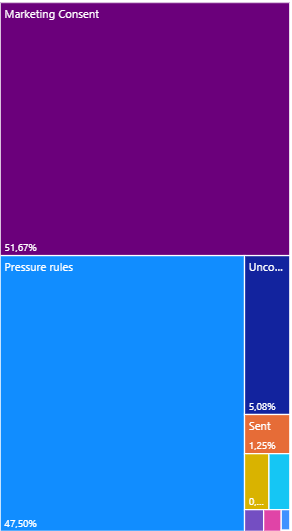 Marketing Consent
51,67%
Pressure rules
47,50%
Unco...
5,08%
Sent
1,25%
0,...